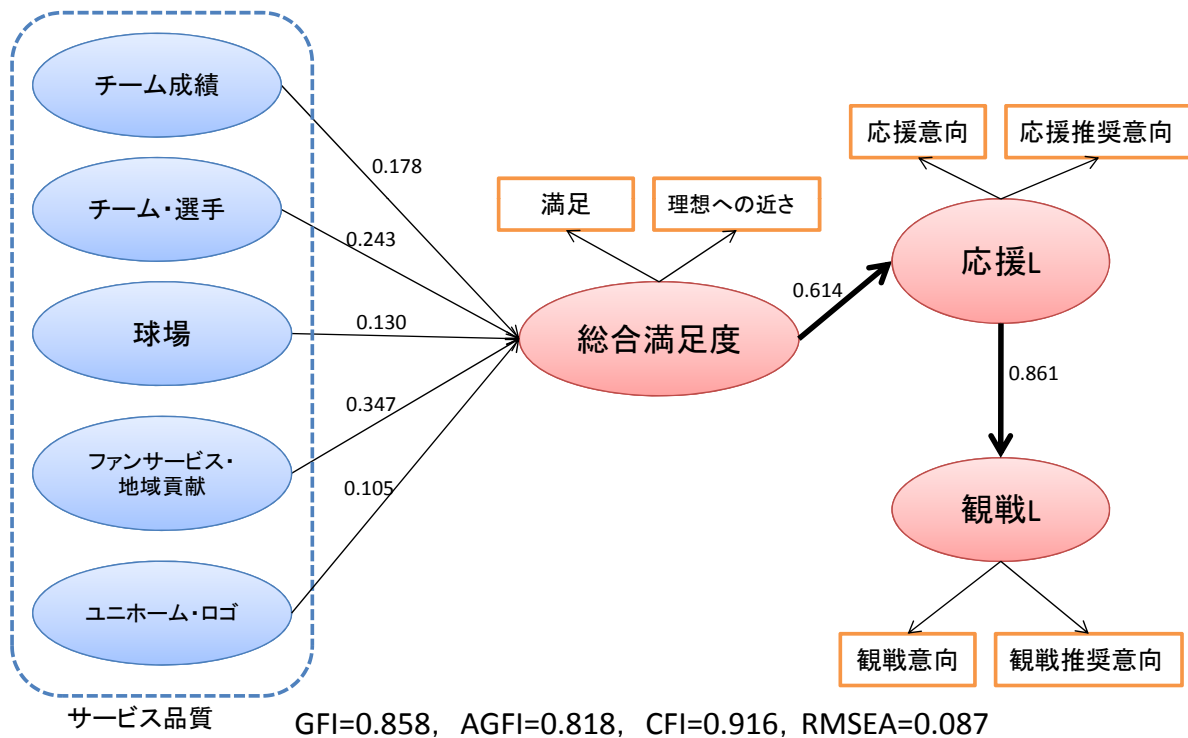 チーム成績
チーム・選手
球場
ファンサービス・
地域貢献
ユニホーム・ロゴ
サービス品質
0.178
0.243
0.130
0.347
0.105
満足
理想への近さ
総合満足度
0.614
応援意向
応援推奨意向
応援L
0.861
観戦L
観戦意向
観戦推奨意向
GFI=0.858, AGFI=0.818, CFI=0.916, RMSEA=0.087